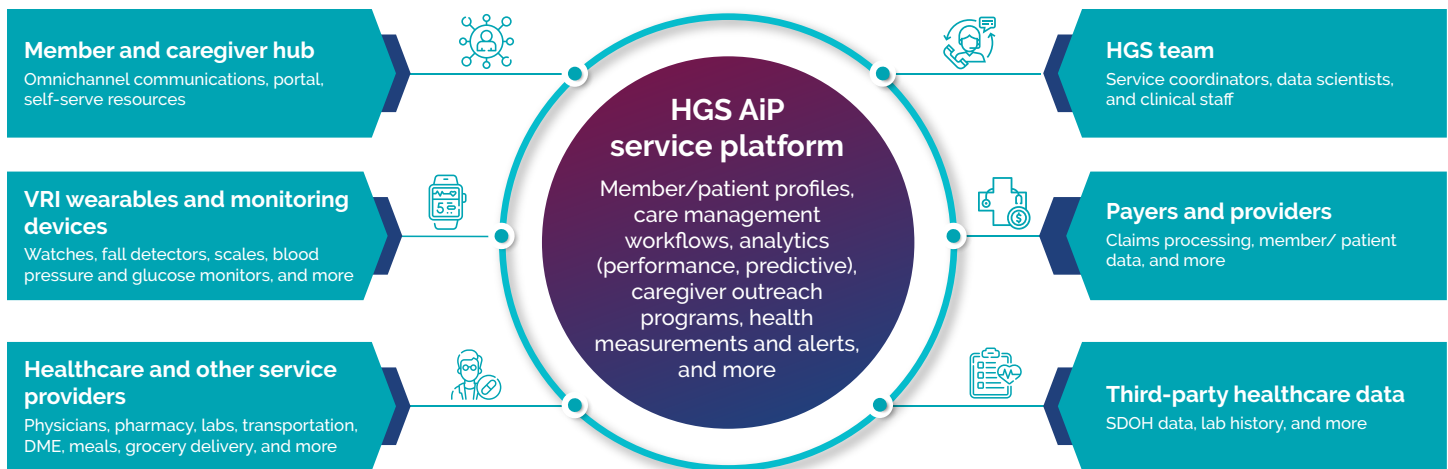 Member and caregiver hub
Omnichannel communications, portal,
self-serve resources
VRI wearables and monitoring
devices
Watches, fall detectors, scales, blood
pressure and glucose monitors, and more
5
Healthcare and other service
providers
Physicians, pharmacy, labs, transportation,
DME, meals, grocery delivery, and more
HGS AiP
service platform
Member/patient profiles,
care management
workflows, analytics
(performance, predictive),
caregiver outreach
programs, health
measurements and alerts,
and more
HGS team
Service coordinators, data scientists,
and clinical staff
$
Payers and providers
Claims processing, member/ patient
data, and more
Third-party healthcare data
SDOH data, lab history, and more